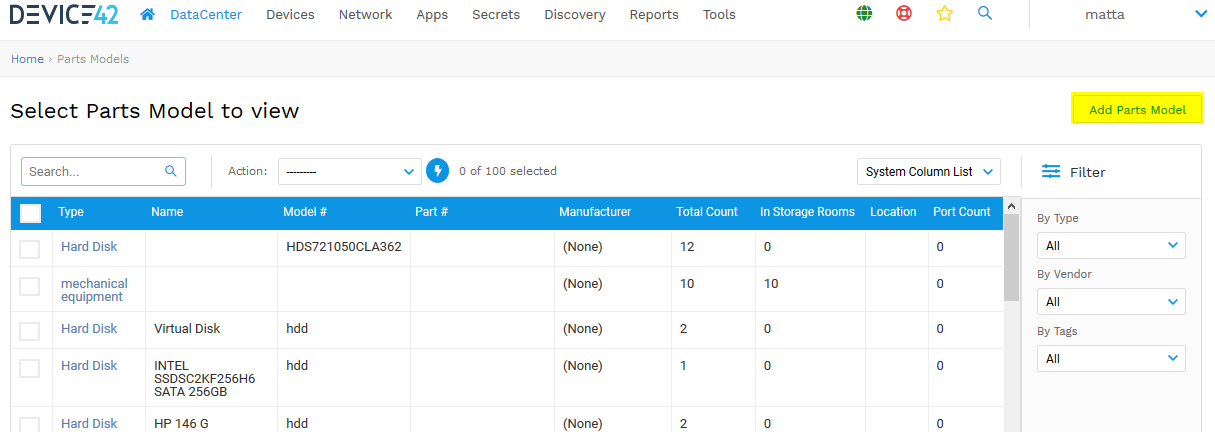 DEVICE42 DataCenter Devices Network Apps Secrets Discovery Reports Tools matta
Home › Parts Models
Select Parts Model to view
Add Parts Model
Search... Action: --------- 0 of 100 selected System Column List Filter
Type Name Model # Part # Manufacturer Total Count In Storage Rooms Location Port Count
Hard Disk HDS721050CLA362 (None) 12 0 0
mechanical
equipment (None) 10 10 0
Hard Disk Virtual Disk hdd (None) 2 0 0
Hard Disk INTEL hdd (None) 1 0 0
SSDSC2KF256H6
SATA 256GB
Hard Disk HP 146 G hdd (None) 2 0 0
By Type
All
By Vendor
All
By Tags
All